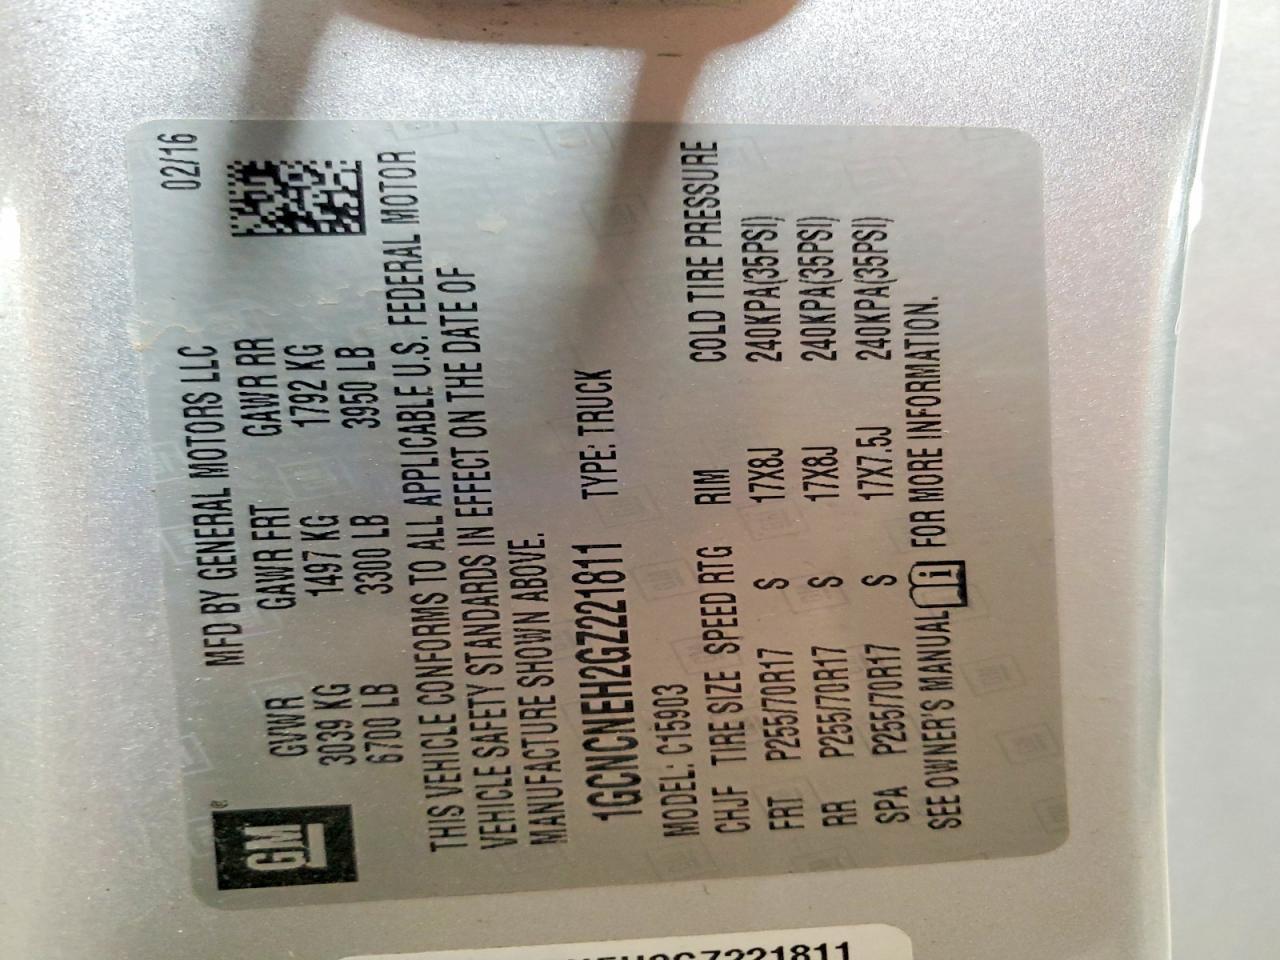 GM®
02/16
MFD BY GENERAL MOTORS LLC
GVWR GAWR FRT GAWR RR
3039 KG 1497 KG 1792 KG
6700 LB 3300 LB 3950 LB
THIS VEHICLE CONFORMS TO ALL APPLICABLE U.S. FEDERAL MOTOR
VEHICLE SAFETY STANDARDS IN EFFECT ON THE DATE OF
MANUFACTURE SHOWN ABOVE.
1GCNCNEH2GZ221811 TYPE: TRUCK
MODEL: C15903
CHJF TIRE SIZE SPEED RTG RIM COLD TIRE PRESSURE
FRT P255/70R17 S 17X8J 240KPA(35PSI)
RR P255/70R17 S 17X8J 240KPA(35PSI)
SPA P255/70R17 S 17X7.5J 240KPA(35PSI)
SEE OWNER'S MANUAL i FOR MORE INFORMATION.